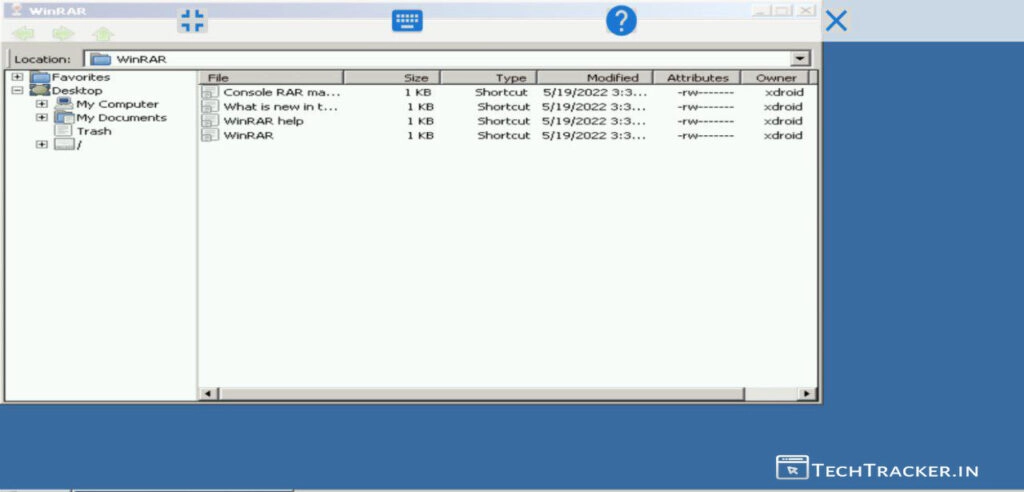 WinRAR
Location: WinRAR
Favorites
Desktop
My Computer
My Documents
Trash
/
File Size Type Modified Attributes Owner
Console RAR ma... 1 KB Shortcut 5/19/2022 3:3... -rw------- xdroid
What is new in t... 1 KB Shortcut 5/19/2022 3:3... -rw------- xdroid
WinRAR help 1 KB Shortcut 5/19/2022 3:3... -rw------- xdroid
WinRAR 1 KB Shortcut 5/19/2022 3:3... -rw------- xdroid
TECHTRACKER.IN